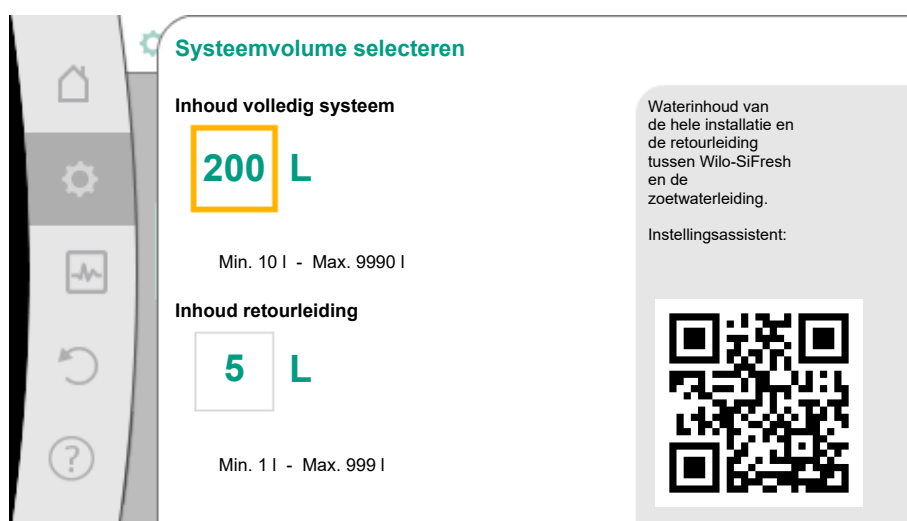 Systeemvolume selecteren
Inhoud volledig systeem
200 L
Min. 10 l - Max. 9990 l
Inhoud retourleiding
5 L
Min. 1 l - Max. 999 l
Waterinhoud van
de hele installatie en
de retourleiding
tussen Wilo-SiFresh
en de
zoetwaterleiding.
Instellingsassistent:
?